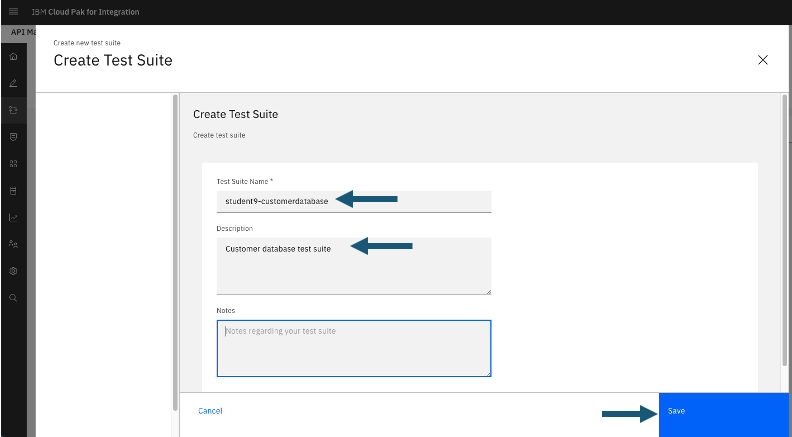 IBM Cloud Pak for Integration
API Ma
Create new test suite
Create Test Suite
Create Test Suite
Create test suite
Test Suite Name *
student9-customerdatabase
Description
Customer database test suite
Notes
Notes regarding your test suite
Cancel
Save